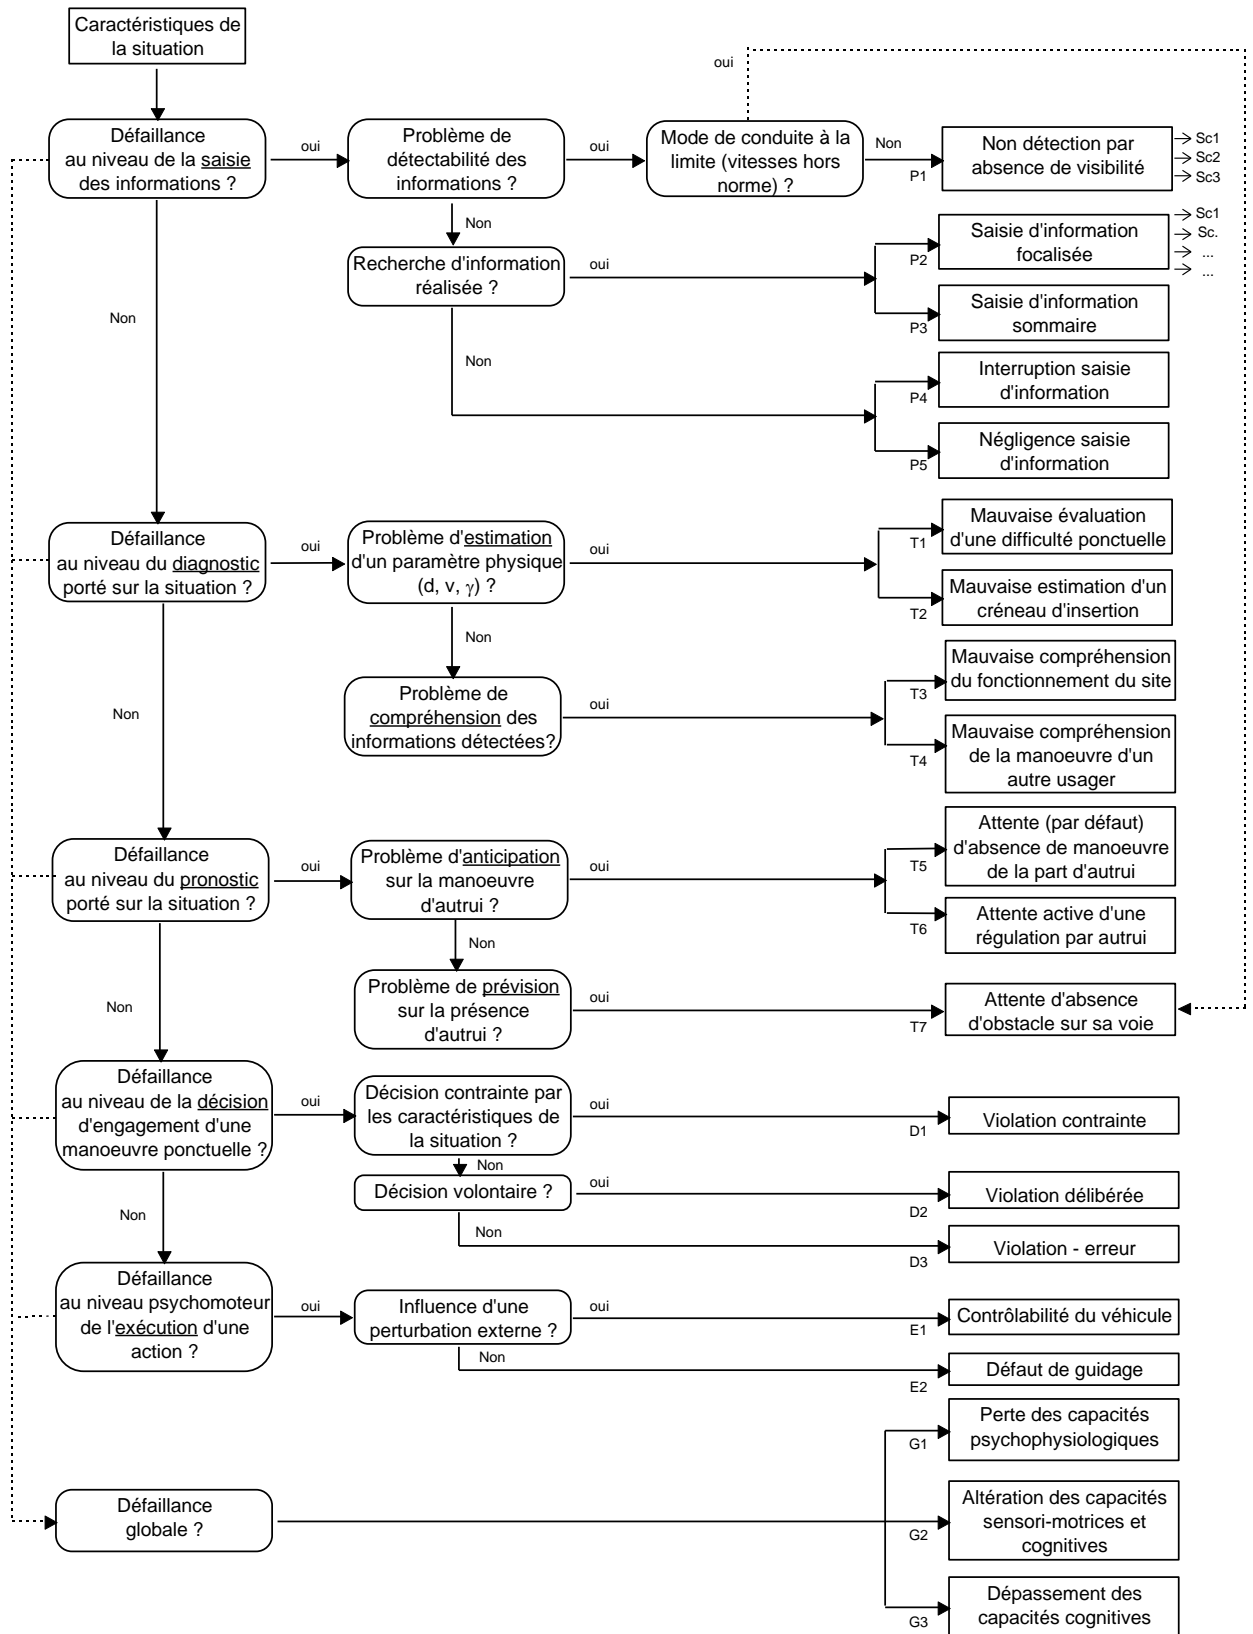 Caractéristiques de
la situation
oui
Défaillance
au niveau de la saisie
des informations ?
oui
Problème de
détectabilité des
informations ?
oui
Mode de conduite à la
limite (vitesses hors
norme) ?
Non
P1
Non détection par
absence de visibilité
Sc1
Sc2
Sc3
Non
Recherche d'information
réalisée ?
oui
P2
Saisie d'information
focalisée
Sc1
Sc.
...
...
P3
Saisie d'information
sommaire
Non
Non
P4
Interruption saisie
d'information
P5
Négligence saisie
d'information
Défaillance
au niveau du diagnostic
porté sur la situation ?
oui
Problème d'estimation
d'un paramètre physique
(d, v, γ) ?
oui
T1
Mauvaise évaluation
d'une difficulté ponctuelle
T2
Mauvaise estimation d'un
créneau d'insertion
Non
Non
Problème de
compréhension des
informations détectées?
oui
T3
Mauvaise compréhension
du fonctionnement du site
T4
Mauvaise compréhension
de la manoeuvre d'un
autre usager
Défaillance
au niveau du pronostic
porté sur la situation ?
oui
Problème d'anticipation
sur la manoeuvre
d'autrui ?
oui
T5
Attente (par défaut)
d'absence de manoeuvre
de la part d'autrui
T6
Attente active d'une
régulation par autrui
Non
Non
Problème de prévision
sur la présence
d'autrui ?
oui
T7
Attente d'absence
d'obstacle sur sa voie
Défaillance
au niveau de la décision
d'engagement d'une
manoeuvre ponctuelle ?
oui
Décision contrainte par
les caractéristiques de
la situation ?
oui
D1
Violation contrainte
Non
Décision volontaire ?
oui
D2
Violation délibérée
Non
Non
D3
Violation - erreur
Défaillance
au niveau psychomoteur
de l'exécution d'une
action ?
oui
Influence d'une
perturbation externe ?
oui
E1
Contrôlabilité du véhicule
Non
E2
Défaut de guidage
Défaillance
globale ?
G1
Perte des capacités
psychophysiologiques
G2
Altération des capacités
sensori-motrices et
cognitives
G3
Dépassement des
capacités cognitives